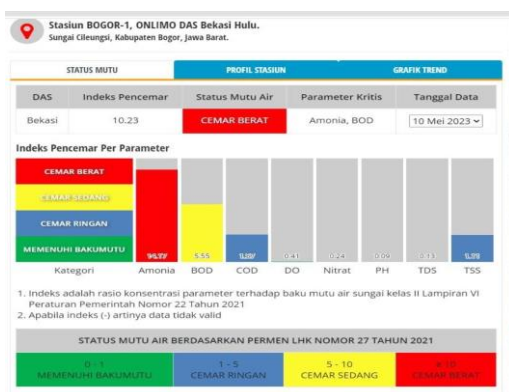 Stasiun BOGOR-1, ONLIMO DAS Bekasi Hulu.
Sungai Cileungsi, Kabupaten Bogor, Jawa Barat.
STATUS MUTU PROFIL STASIUN GRAFIK TREND
DAS Indeks Pencemar Status Mutu Air Parameter Kritis Tanggal Data
Bekasi 10.23 CEMAR BERAT Amonia, BOD 10 Mei 2023
Indeks Pencemar Per Parameter
CEMAR BERAT
CEMAR SEDANG
CEMAR RINGAN
MEMENUHI BAKUMUTU 5.55 0.41 0.24 0.09 0.13
Kategori Amonia BOD COD DO Nitrat PH TDS TSS
1. Indeks adalah rasio konsentrasi parameter terhadap baku mutu air sungai kelas II Lampiran VI
Peraturan Pemerintah Nomor 22 Tahun 2021
2. Apabila indeks (-) artinya data tidak valid
STATUS MUTU AIR BERDASARKAN PERMEN LHK NOMOR 27 TAHUN 2021
0 - 1 1 - 5 5 - 10 >10
MEMENUHI BAKUMUTU CEMAR RINGAN CEMAR SEDANG CEMAR BERAT